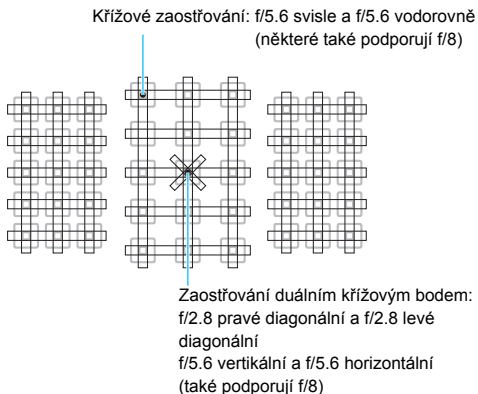 Křížové zaostřování: f/5.6 svisle a f/5.6 vodorovně
(některé také podporují f/8)
Zaostřování duálním křížovým bodem:
f/2.8 pravé diagonální a f/2.8 levé
diagonální
f/5.6 vertikální a f/5.6 horizontální
(také podporují f/8)